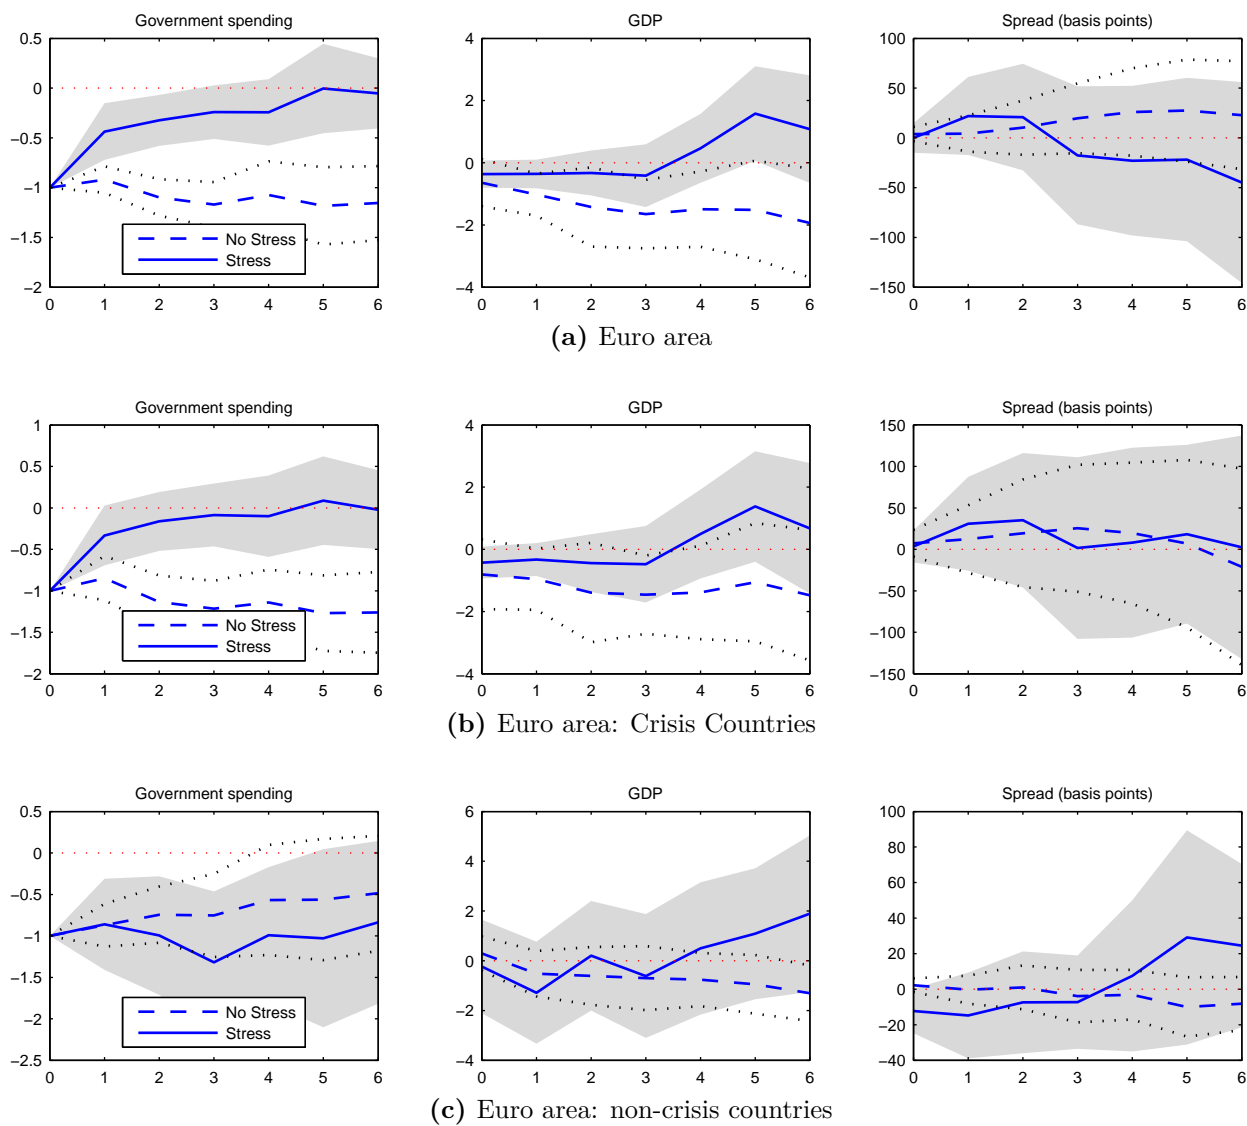 Government spending
GDP
Spread (basis points)
0.5
0
−0.5
−1
−1.5
−2
No Stress
Stress
0 1 2 3 4 5 6
4
2
0
−2
−4
0 1 2 3 4 5 6
100
50
0
−50
−100
−150
0 1 2 3 4 5 6
(a) Euro area
Government spending
GDP
Spread (basis points)
1
0.5
0
−0.5
−1
−1.5
−2
No Stress
Stress
0 1 2 3 4 5 6
4
2
0
−2
−4
0 1 2 3 4 5 6
150
100
50
0
−50
−100
−150
0 1 2 3 4 5 6
(b) Euro area: Crisis Countries
Government spending
GDP
Spread (basis points)
0.5
0
−0.5
−1
−1.5
−2
−2.5
No Stress
Stress
0 1 2 3 4 5 6
6
4
2
0
−2
−4
0 1 2 3 4 5 6
100
80
60
40
20
0
−20
−40
0 1 2 3 4 5 6
(c) Euro area: non-crisis countries